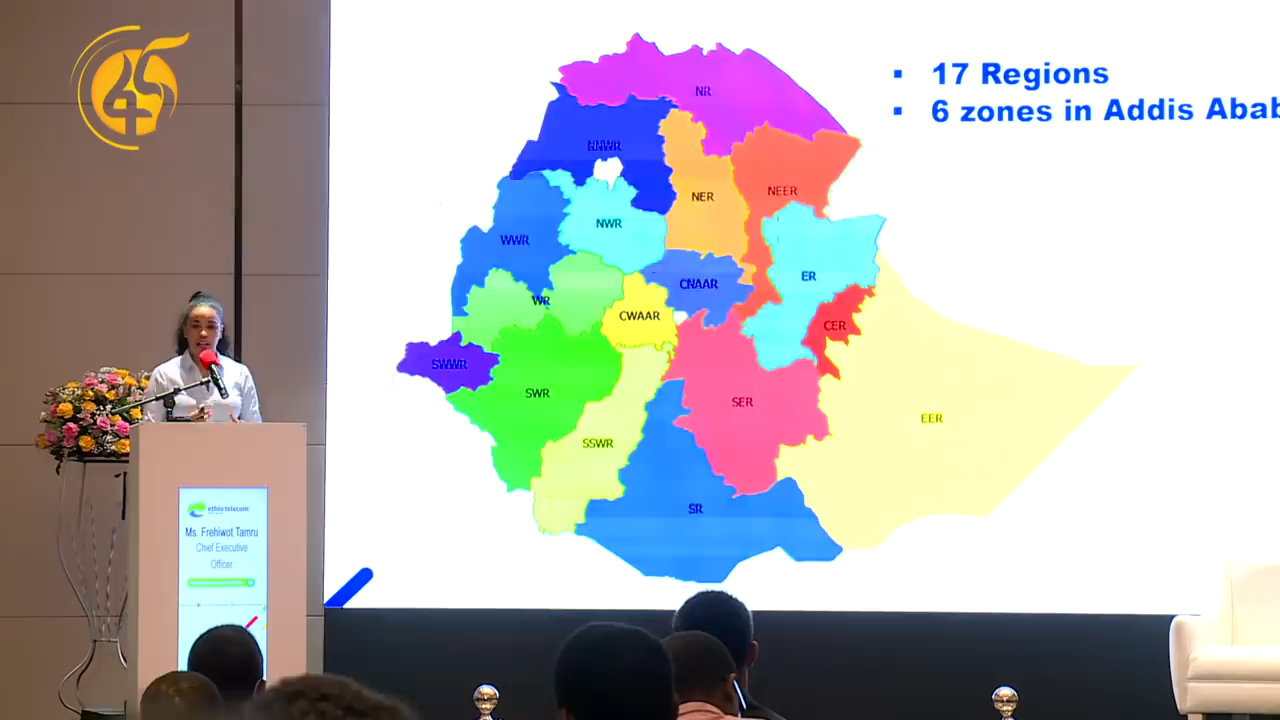 45
▪ 17 Regions
▪ 6 zones in Addis Abab
NR
NNWR
NER
NEER
NWR
WWR
ER
CNAAR
WR
CWAAR
CER
SWWR
SWR
SER
EER
SSWR
SR
ethio telecom
Ms. Frehiwot Tamru
Chief Executive
Officer